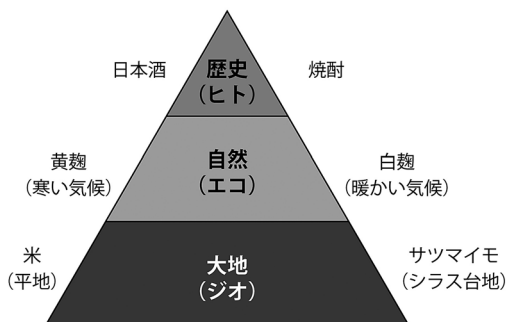 日本酒
歴史
（ヒト）
焼酎
黄麹
（寒い気候）
自然
（エコ）
白麹
（暖かい気候）
米
（平地）
大地
（ジオ）
サツマイモ
（シラス台地）